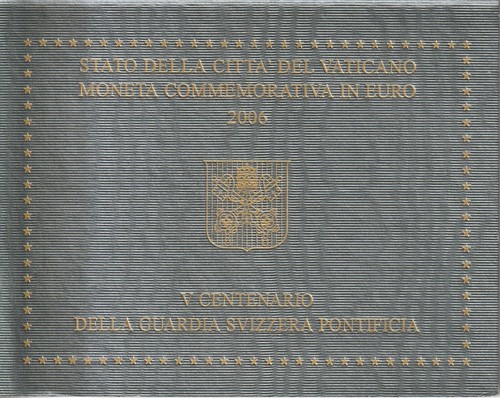 STATO DELLA CITTA' DEL VATICANO
MONETA COMMEMORATIVA IN EURO
2006
V CENTENARIO
DELLA GUARDIA SVIZZERA PONTIFICIA